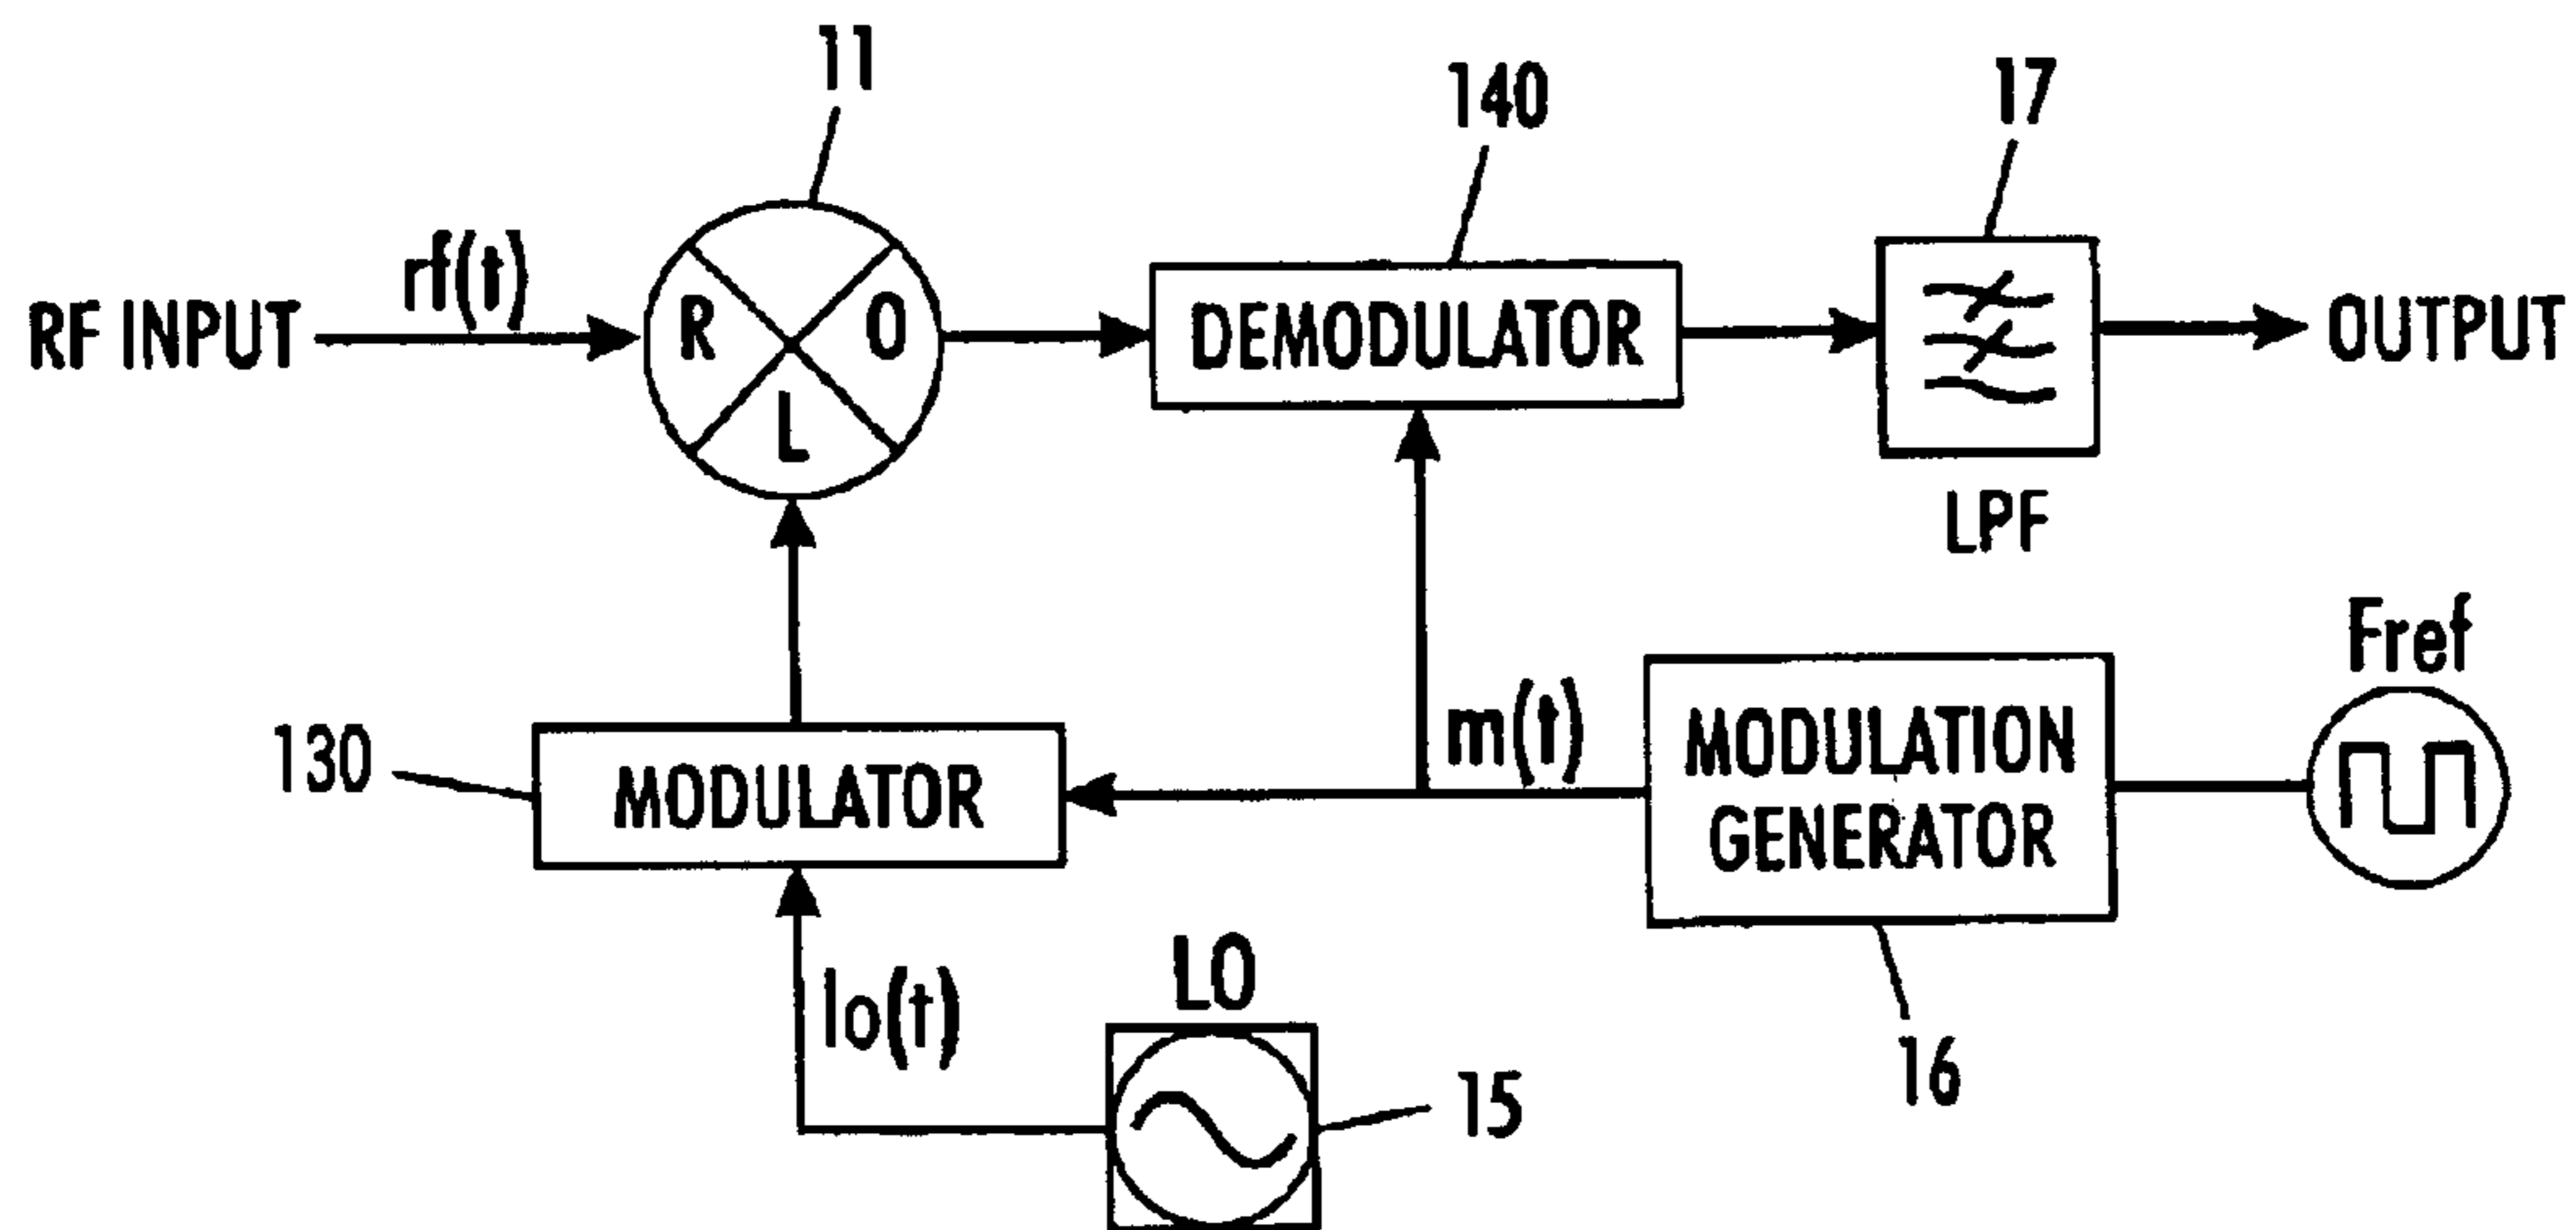 11
140
17
rf(t)
RF INPUT
R
O
L
DEMODULATOR
OUTPUT
LPF
Fref
130
MODULATOR
m(t)
MODULATION
GENERATOR
lo(t)
LO
15
16